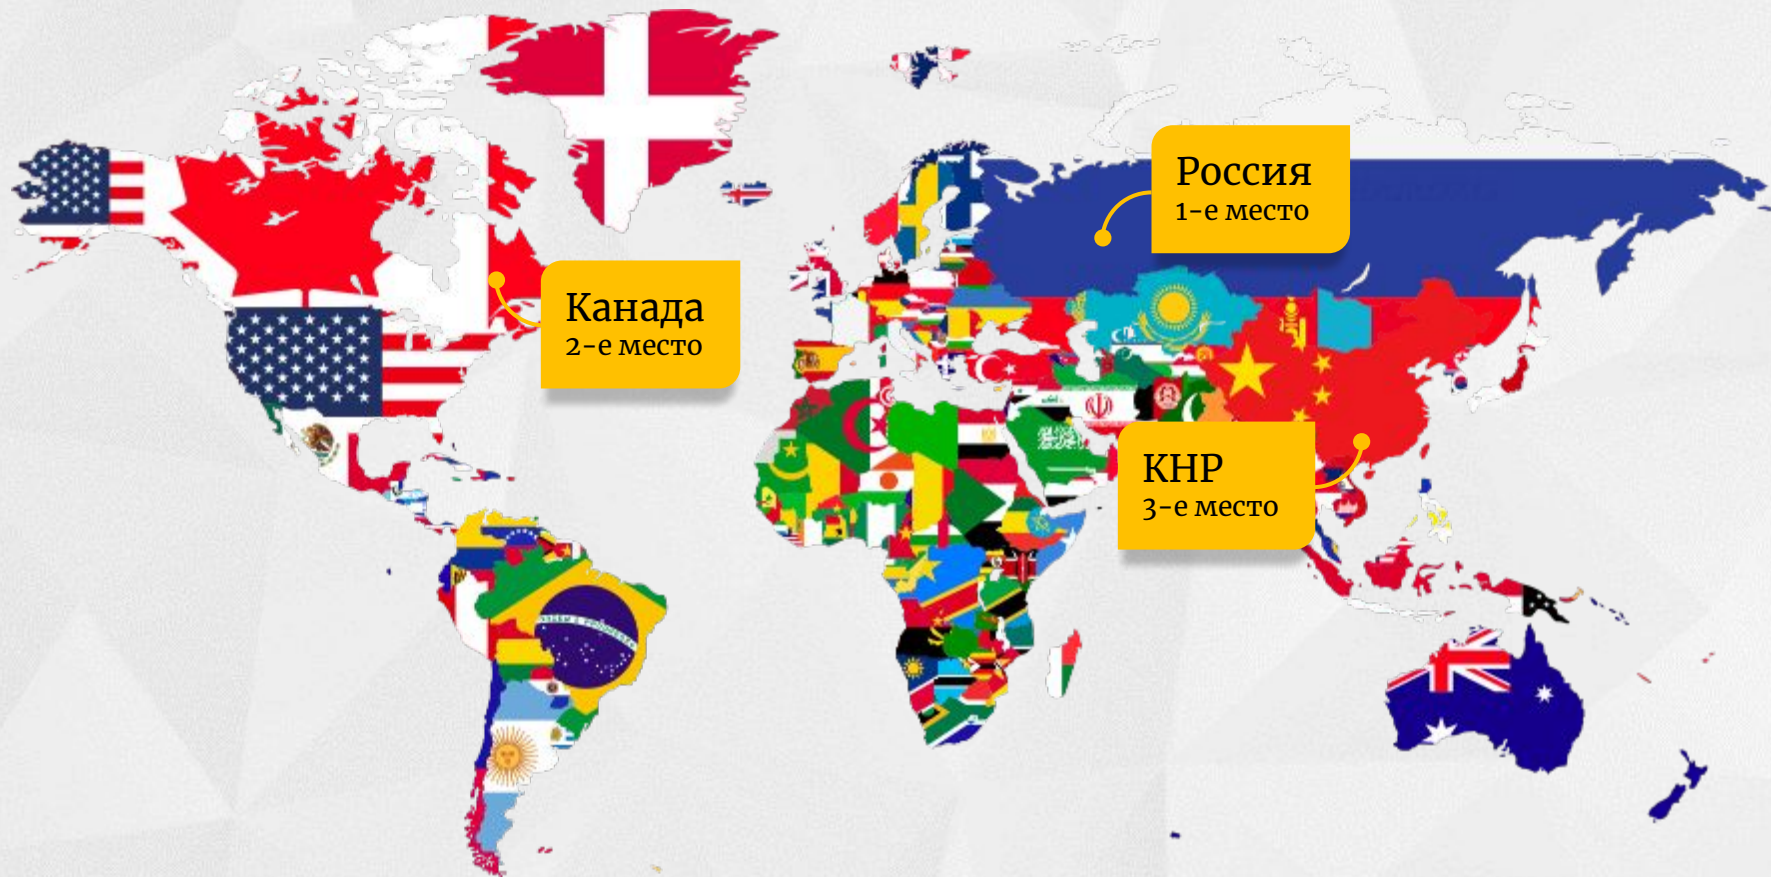 Россия
1-е место
Канада
2-е место
КНР
3-е место